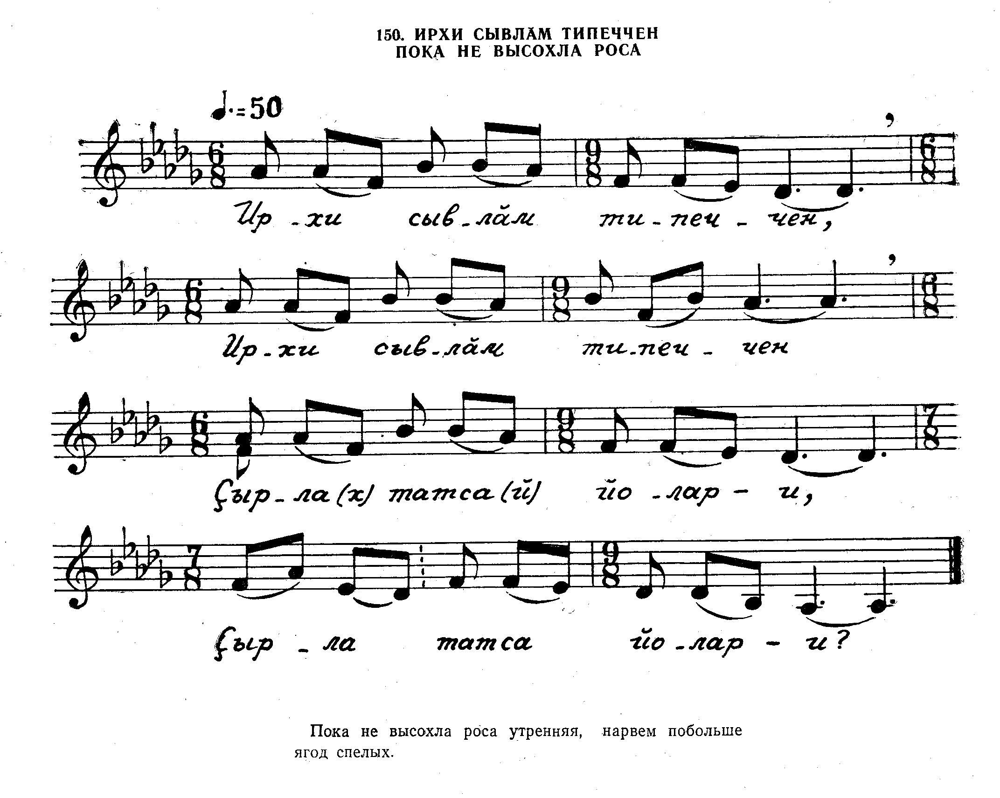 150. ИРХИ СЫВЛӐМ ТИПЕЧЧЕН
ПОКА НЕ ВЫСОХЛА РОСА
♩.=50
Ир-хи сыв-лӑм ти-печ-чен,
Ир-хи сыв-лӑм ти-печ-чен
Ҫыр-ла(х) татса(й) йо-лар-и,
Ҫыр-ла татса йо-лар-и?
Пока не высохла роса утренняя, нарвем побольше
ягод спелых.